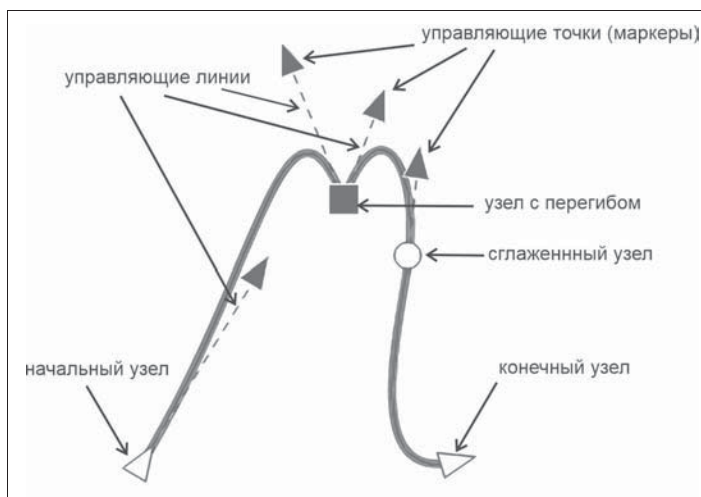 управляющие точки (маркеры)
управляющие линии
узел с перегибом
сглаженнный узел
начальный узел
конечный узел